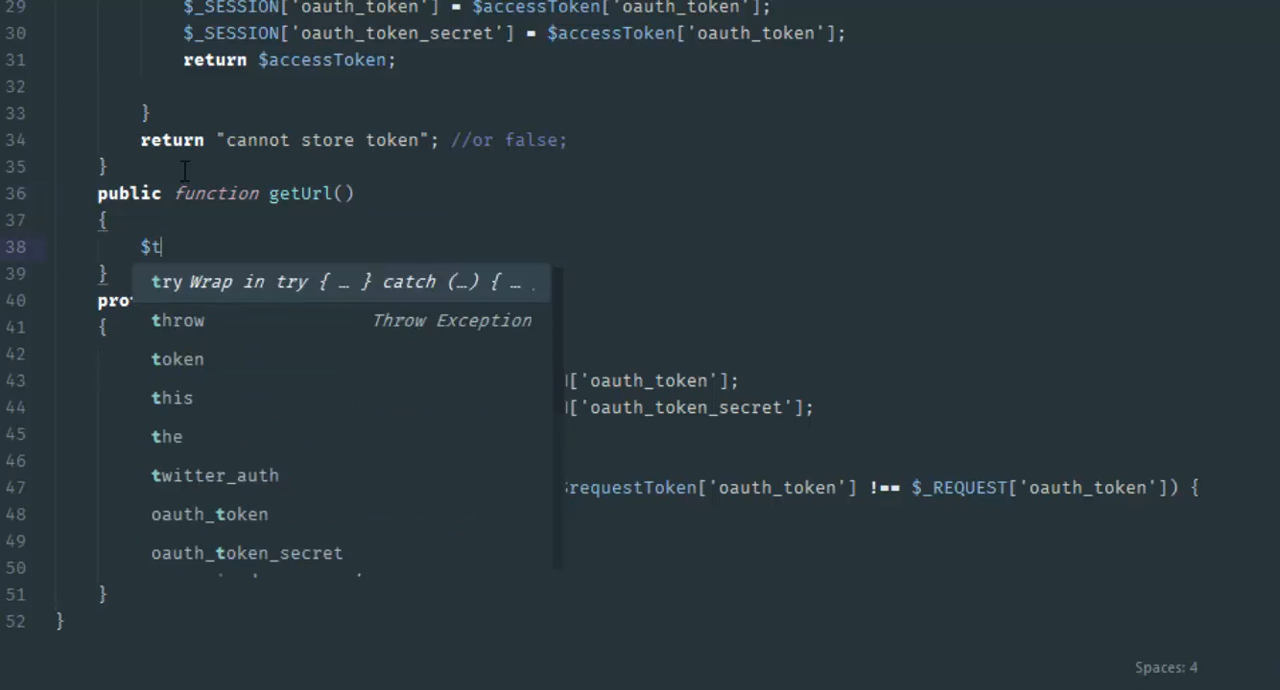 29 $_SESSION['oauth_token'] = $accessToken['oauth_token'];
30 $_SESSION['oauth_token_secret'] = $accessToken['oauth_token'];
31 return $accessToken;
32
33 }
34 return "cannot store token"; //or false;
35 }
36 public function getUrl()
37 {
38 $t
39 }
try Wrap in try { … } catch (…) { … .
40 pro
throw Throw Exception
41 {
42
token
43 ['oauth_token'];
this
44 ['oauth_token_secret'];
45
the
46
twitter_auth
47 $requestToken['oauth_token'] !== $_REQUEST['oauth_token']) {
48
oauth_token
49
oauth_token_secret
50
51 }
52 }
Spaces: 4